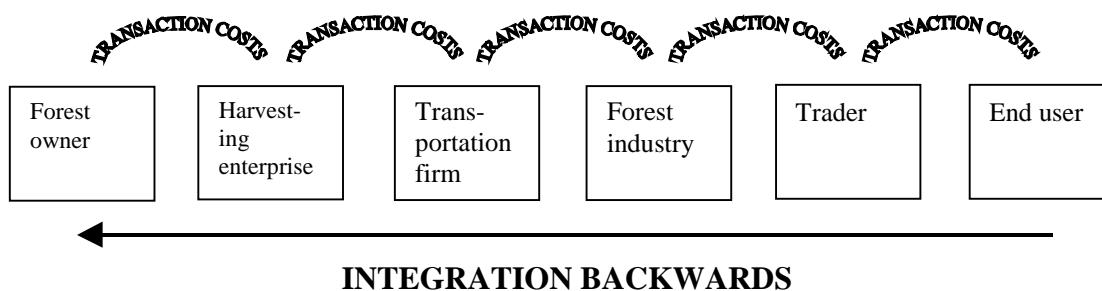 TRANSACTION COSTS TRANSACTION COSTS TRANSACTION COSTS TRANSACTION COSTS TRANSACTION COSTS
Forest
owner
Harvest-
ing
enterprise
Trans-
portation
firm
Forest
industry
Trader
End user
INTEGRATION BACKWARDS